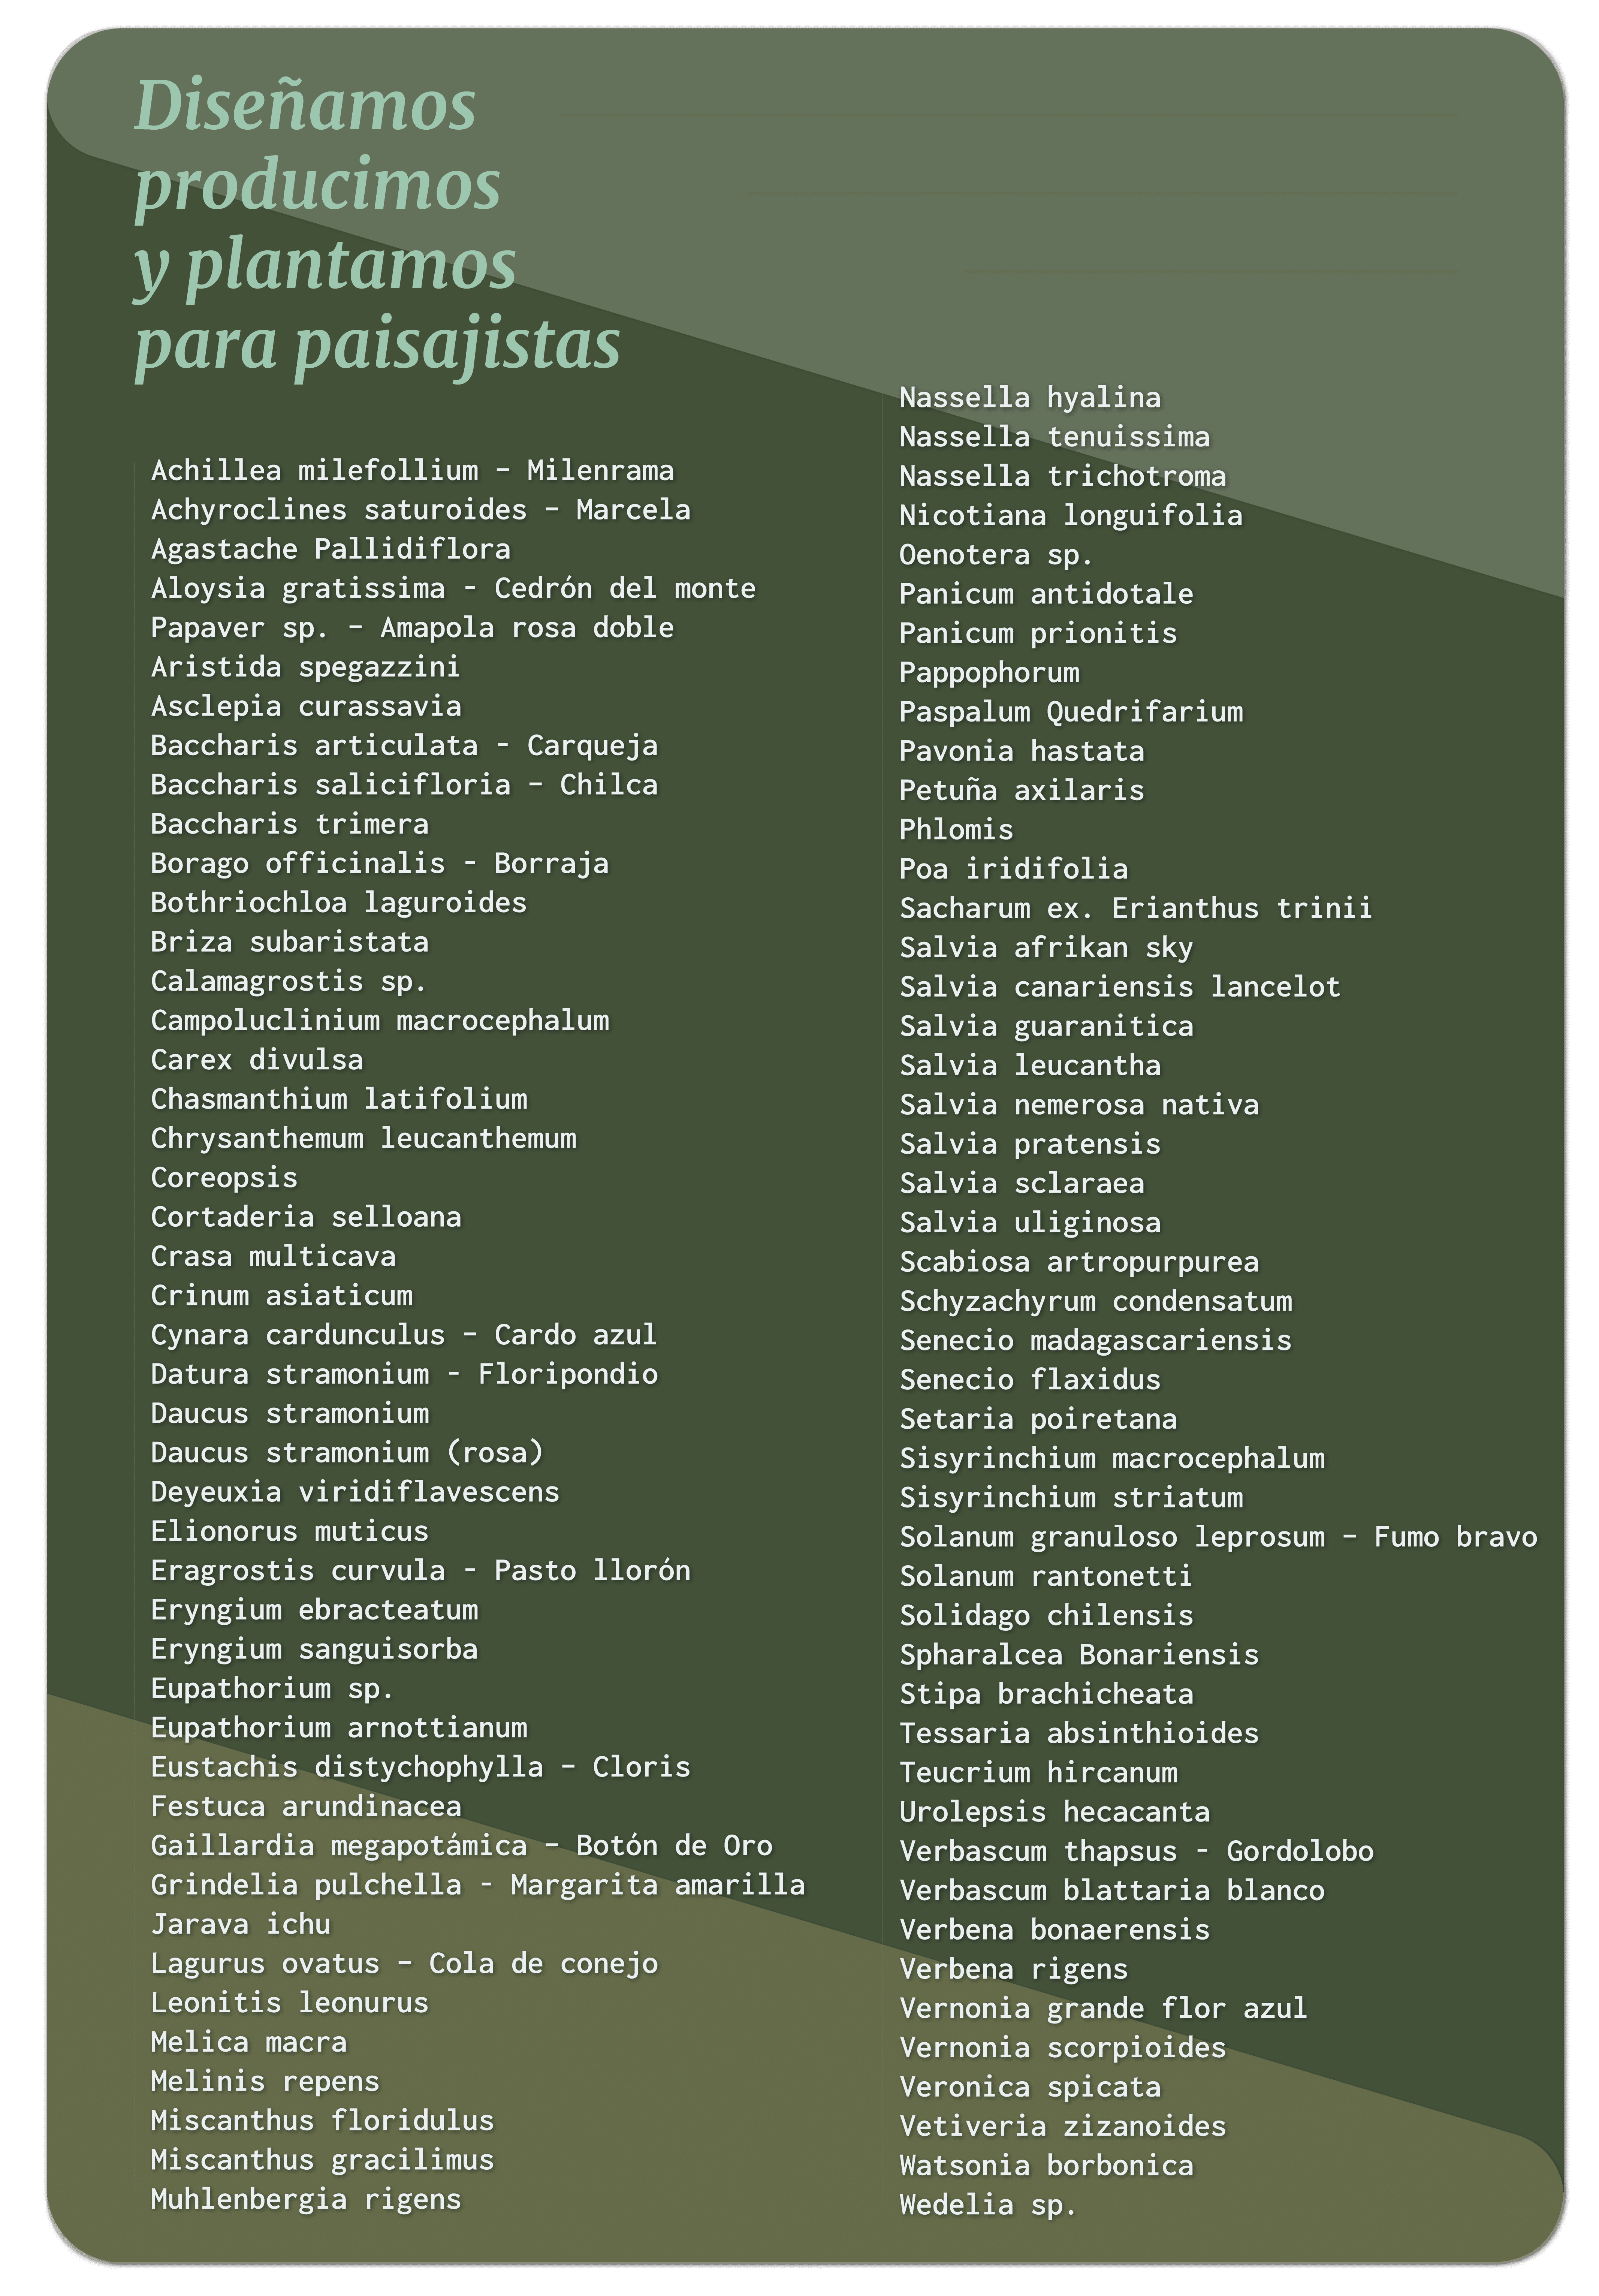 Diseñamos
producimos
y plantamos
para paisajistas
Achillea milefollium – Milenrama
Achyroclines saturoides – Marcela
Agastache Pallidiflora
Aloysia gratissima - Cedrón del monte
Papaver sp. – Amapola rosa doble
Aristida spegazzini
Asclepia curassavia
Baccharis articulata - Carqueja
Baccharis salicifloria – Chilca
Baccharis trimera
Borago officinalis - Borraja
Bothriochloa laguroides
Briza subaristata
Calamagrostis sp.
Campoluclinium macrocephalum
Carex divulsa
Chasmanthium latifolium
Chrysanthemum leucanthemum
Coreopsis
Cortaderia selloana
Crasa multicava
Crinum asiaticum
Cynara cardunculus – Cardo azul
Datura stramonium - Floripondio
Daucus stramonium
Daucus stramonium (rosa)
Deyeuxia viridiflavescens
Elionorus muticus
Eragrostis curvula - Pasto llorón
Eryngium ebracteatum
Eryngium sanguisorba
Eupathorium sp.
Eupathorium arnottianum
Eustachis distychophylla – Cloris
Festuca arundinacea
Gaillardia megapotámica – Botón de Oro
Grindelia pulchella - Margarita amarilla
Jarava ichu
Lagurus ovatus – Cola de conejo
Leonitis leonurus
Melica macra
Melinis repens
Miscanthus floridulus
Miscanthus gracilimus
Muhlenbergia rigens
Nassella hyalina
Nassella tenuissima
Nassella trichotroma
Nicotiana longuifolia
Oenotera sp.
Panicum antidotale
Panicum prionitis
Pappophorum
Paspalum Quedrifarium
Pavonia hastata
Petuña axilaris
Phlomis
Poa iridifolia
Sacharum ex. Erianthus trinii
Salvia afrikan sky
Salvia canariensis lancelot
Salvia guaranitica
Salvia leucantha
Salvia nemerosa nativa
Salvia pratensis
Salvia sclaraea
Salvia uliginosa
Scabiosa artropurpurea
Schyzachyrum condensatum
Senecio madagascariensis
Senecio flaxidus
Setaria poiretana
Sisyrinchium macrocephalum
Sisyrinchium striatum
Solanum granuloso leprosum – Fumo bravo
Solanum rantonetti
Solidago chilensis
Spharalcea Bonariensis
Stipa brachicheata
Tessaria absinthioides
Teucrium hircanum
Urolepsis hecacanta
Verbascum thapsus - Gordolobo
Verbascum blattaria blanco
Verbena bonaerensis
Verbena rigens
Vernonia grande flor azul
Vernonia scorpioides
Veronica spicata
Vetiveria zizanoides
Watsonia borbonica
Wedelia sp.